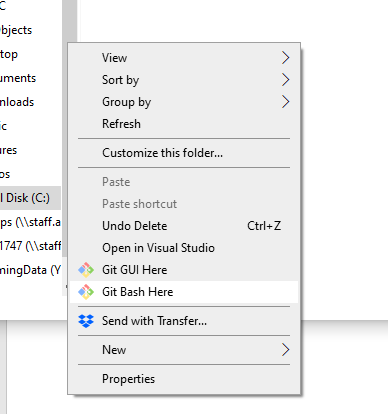 C
bjects
top
uments
nloads
ic
ures
os
l Disk (C:)
ps (\\staff.a
1747 (\\staff
mingData (Y
View
Sort by
Group by
Refresh
Customize this folder...
Paste
Paste shortcut
Undo Delete Ctrl+Z
Open in Visual Studio
Git GUI Here
Git Bash Here
Send with Transfer...
New
Properties